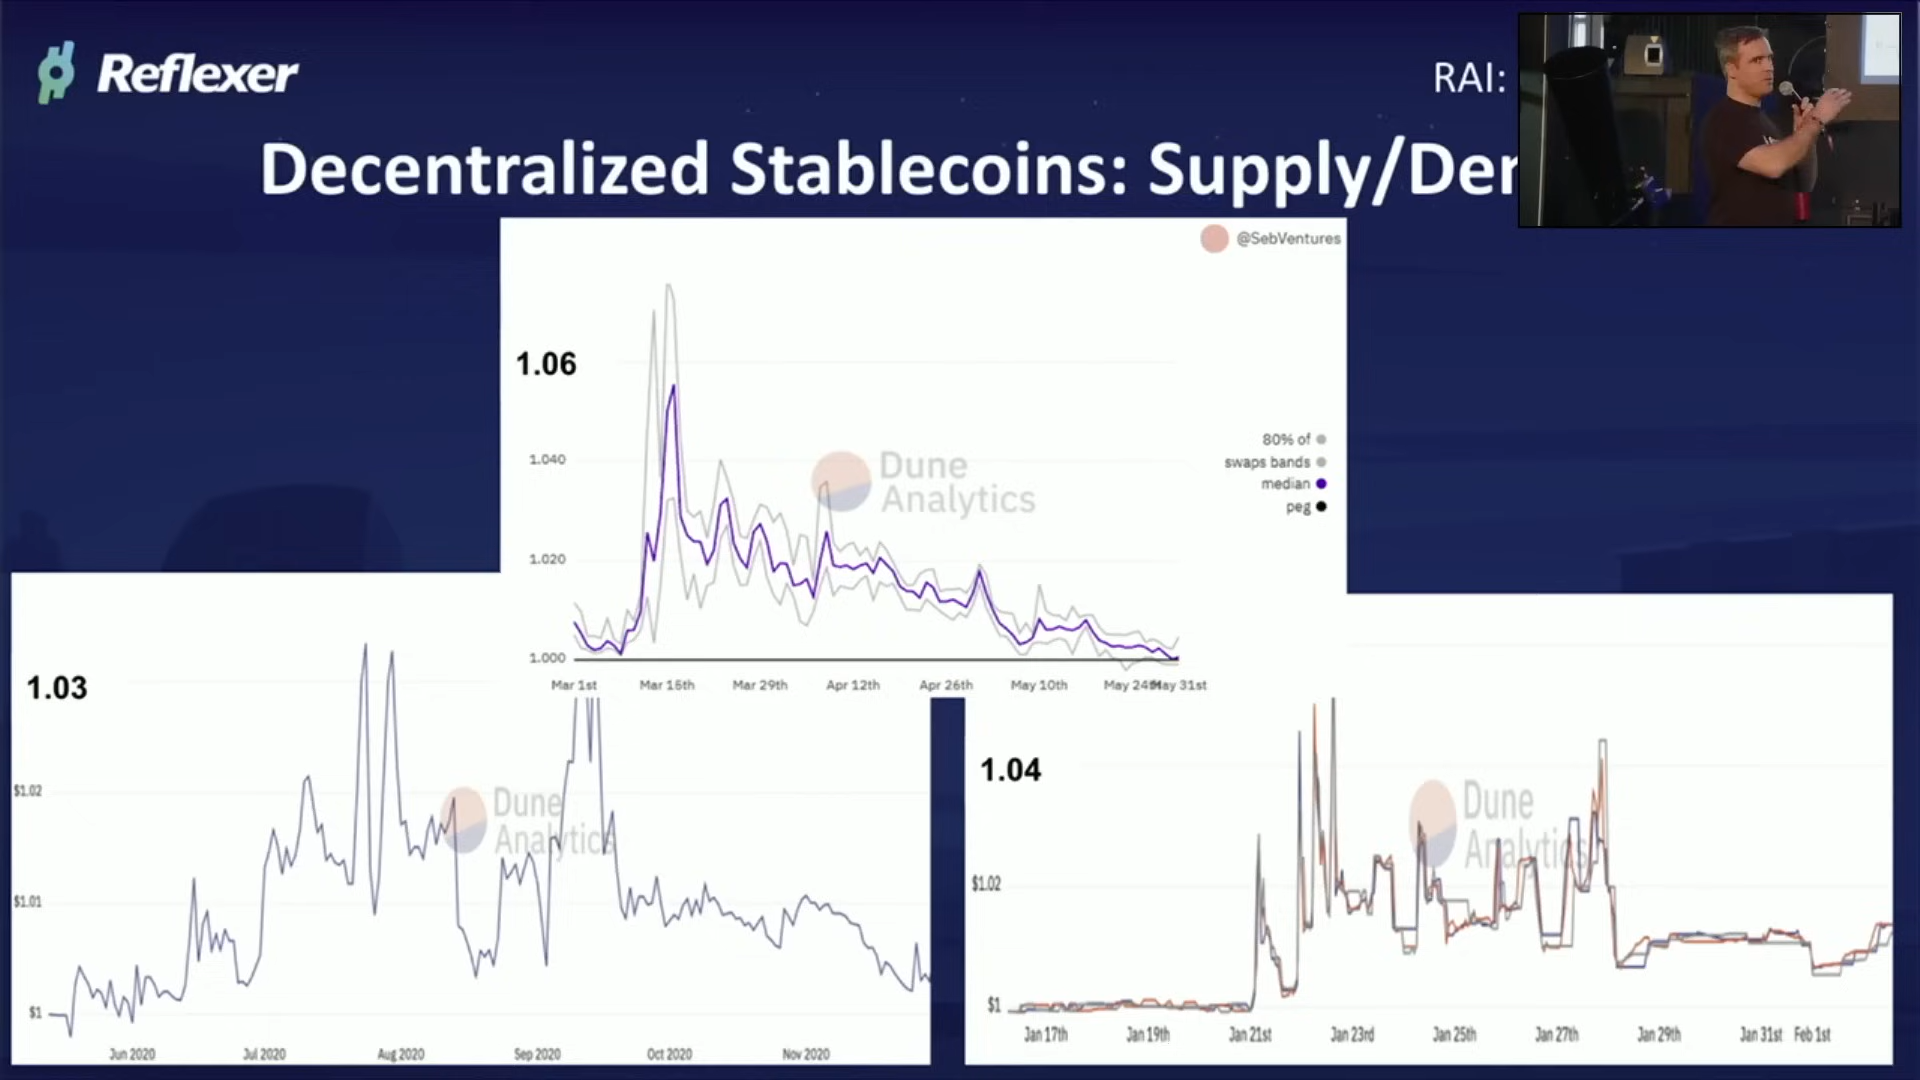 Reflexer
RAI:
Decentralized Stablecoins: Supply/Der
@SebVentures
1.06
1.040
1.020
1.000
Dune
Analytics
80% of
swaps bands
median
peg
Mar 1st Mar 15th Mar 29th Apr 12th Apr 26th May 10th May 24th May 31st
1.03
$1.02
$1.01
$1
Dune
Analytics
Jun 2020 Jul 2020 Aug 2020 Sep 2020 Oct 2020 Nov 2020
1.04
$1.02
$1
Dune
Analytics
Jan 17th Jan 19th Jan 21st Jan 23rd Jan 25th Jan 27th Jan 29th Jan 31st Feb 1st